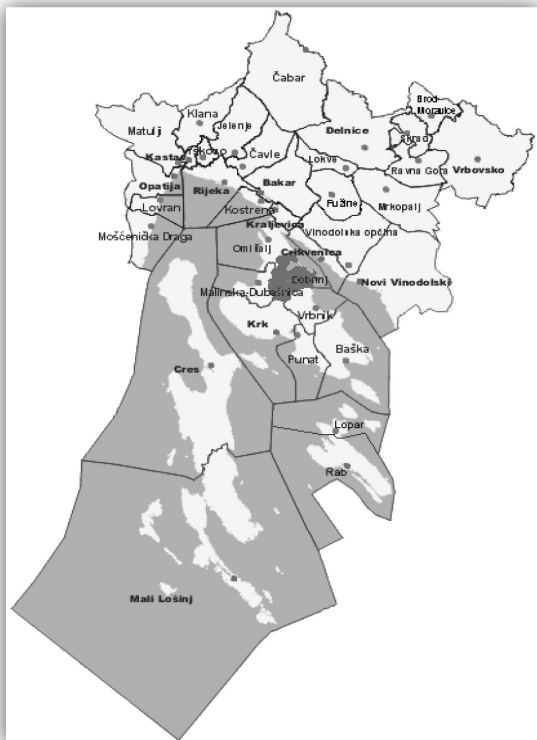 Čabar
Brod
Moravice
Klana
Matulji
Jelenje
Delnice
Skrad
Kastav
Čavle
Lokve
Ravna Gora
Vrbovsko
Opatija
Rijeka
Bakar
Lovran
Kostrena
Fužine
Mrkopalj
Kraljevica
Mošćenička Draga
Vinodolska općina
Omišalj
Crikvenica
Dobrinj
Novi Vinodolski
Malinska-Dubašnica
Vrbnik
Krk
Punat
Baška
Cres
Lopar
Rab
Mali Lošinj